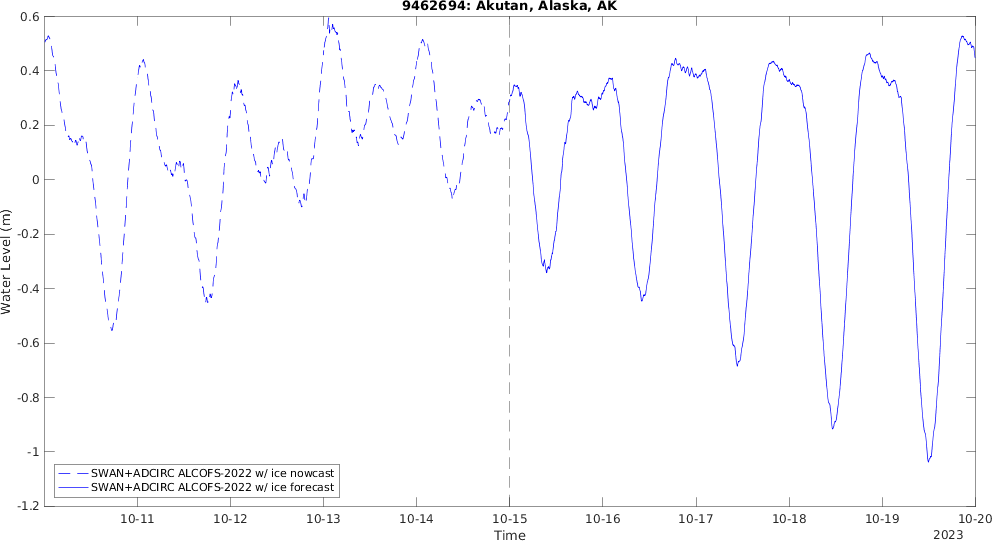 9462694: Akutan, Alaska, AK
0.6
0.4
0.2
0
-0.2
-0.4
-0.6
-0.8
-1
-1.2
Water Level (m)
SWAN+ADCIRC ALCOFS-2022 w/ ice nowcast
SWAN+ADCIRC ALCOFS-2022 w/ ice forecast
10-11 10-12 10-13 10-14 10-15 10-16 10-17 10-18 10-19 10-20
Time
2023